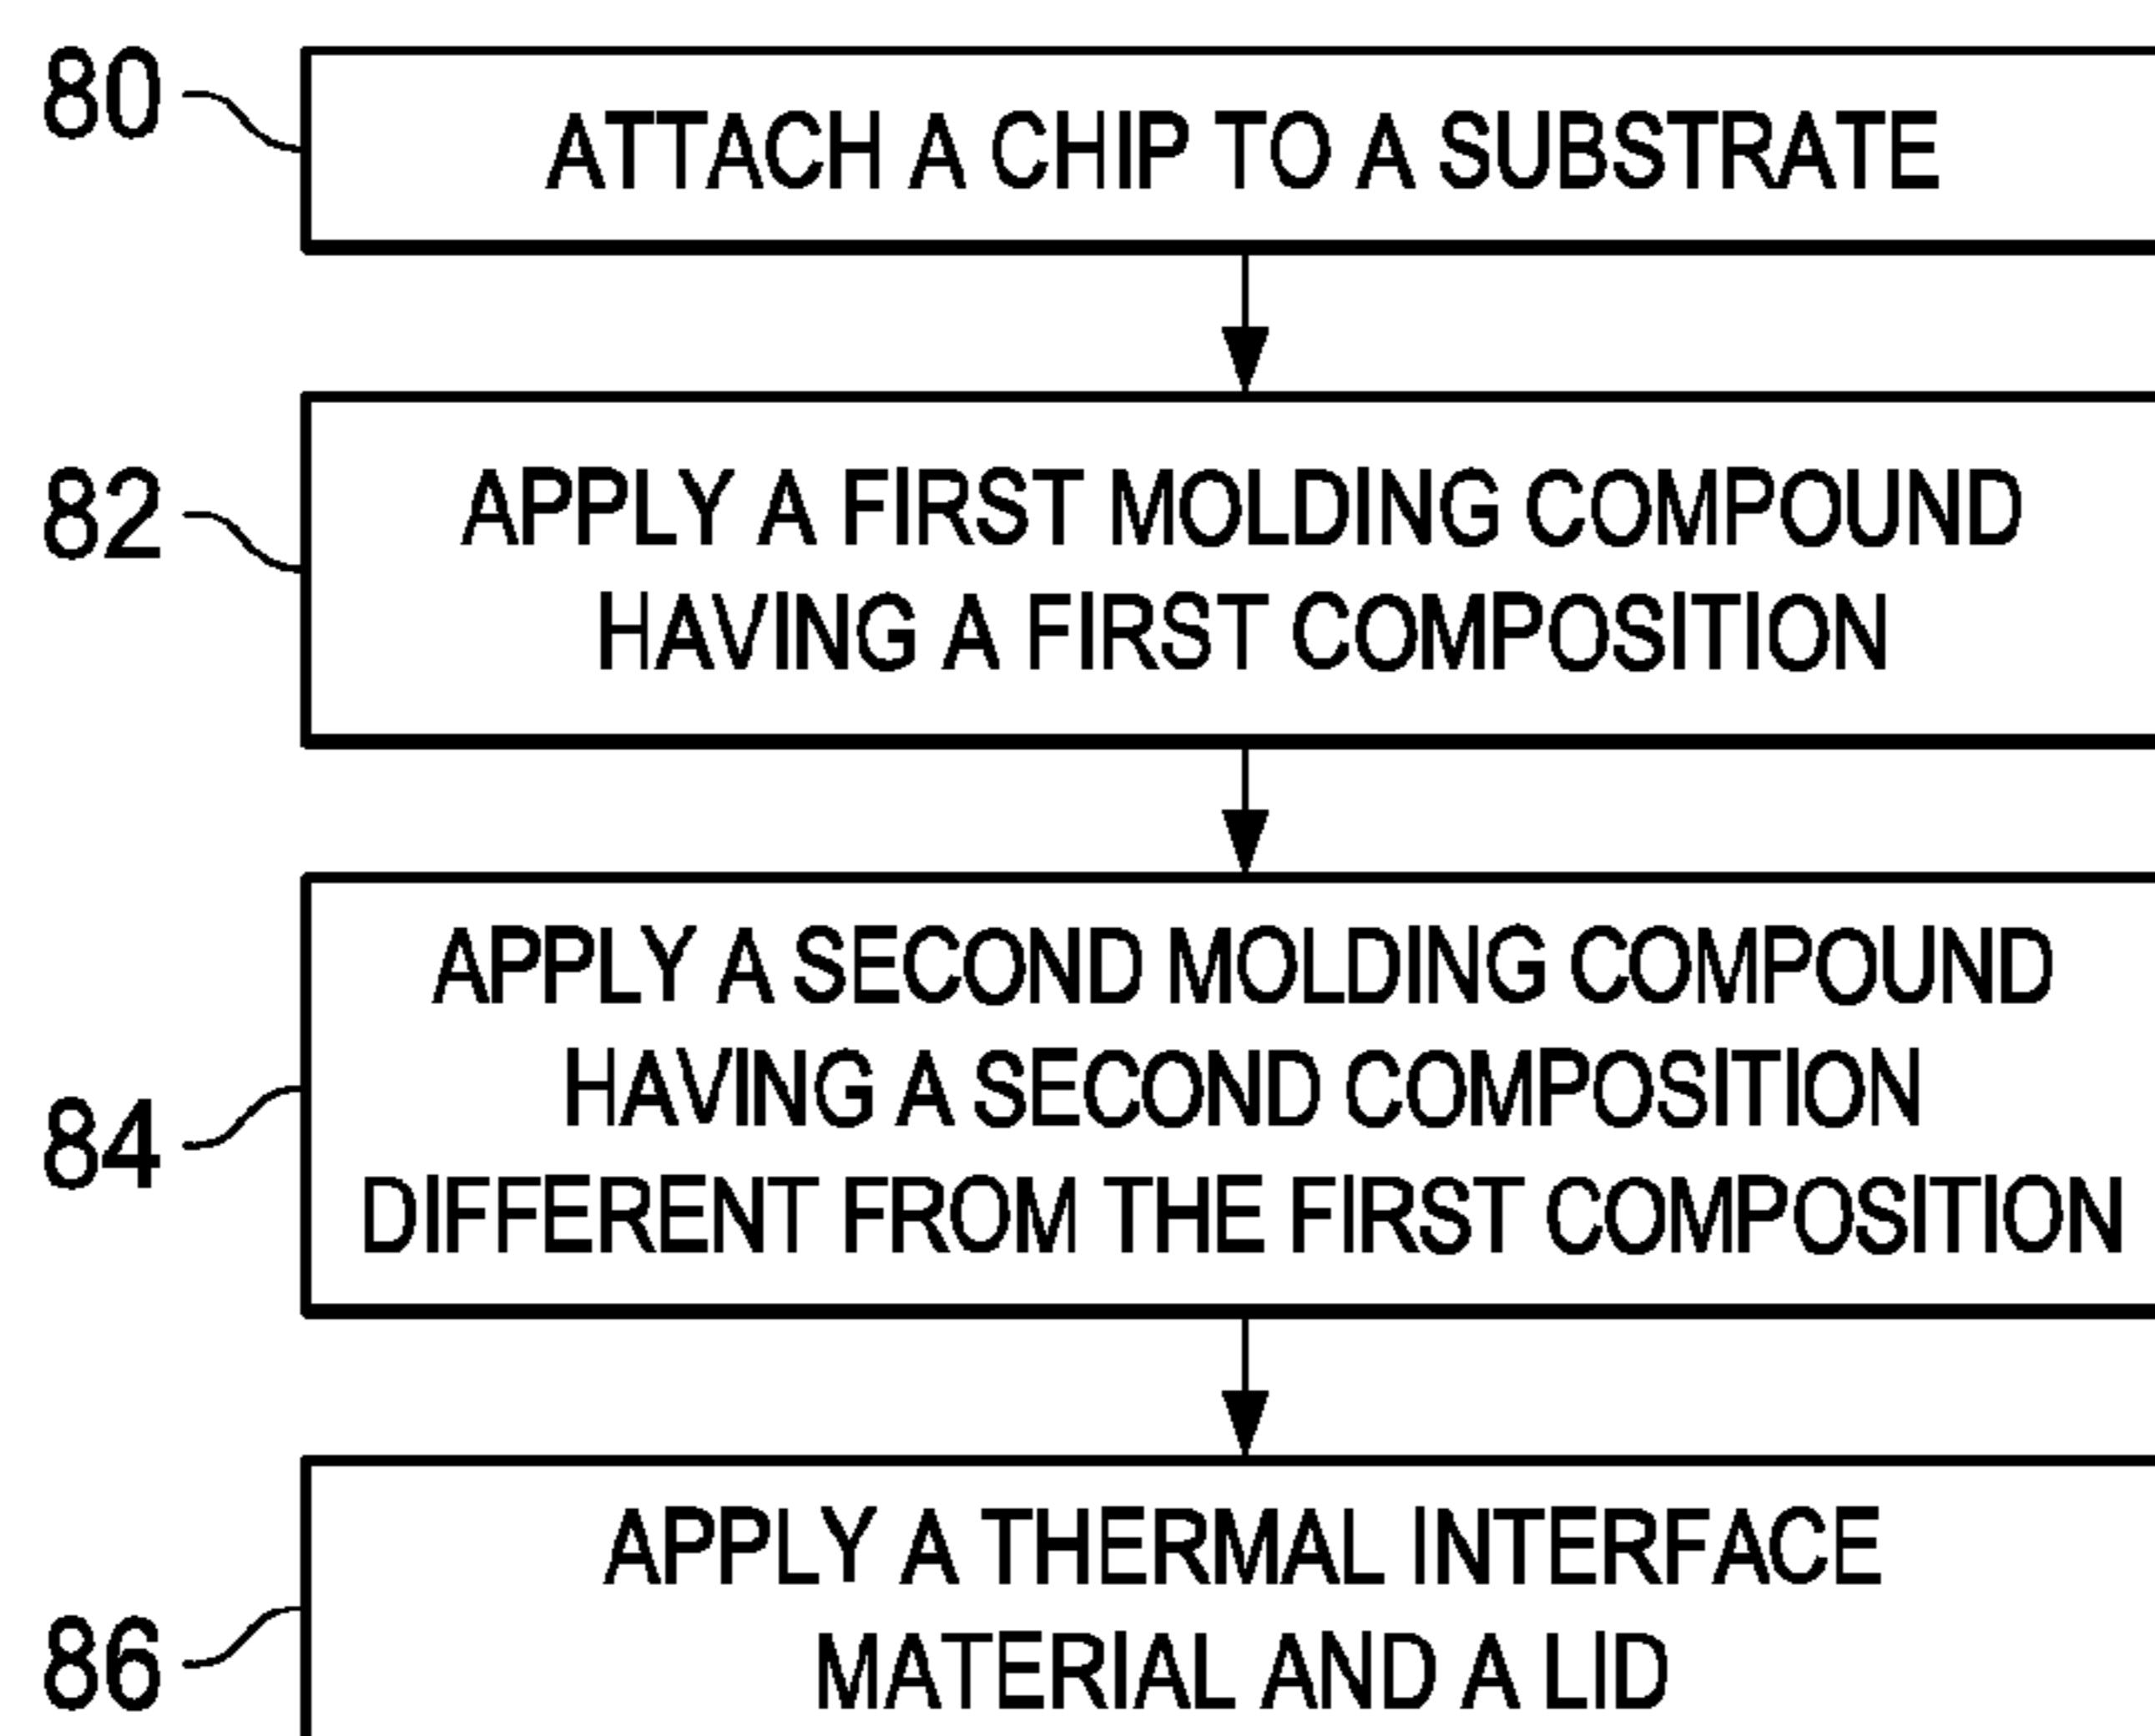 80
ATTACH A CHIP TO A SUBSTRATE
82
APPLY A FIRST MOLDING COMPOUND
HAVING A FIRST COMPOSITION
84
APPLY A SECOND MOLDING COMPOUND
HAVING A SECOND COMPOSITION
DIFFERENT FROM THE FIRST COMPOSITION
86
APPLY A THERMAL INTERFACE
MATERIAL AND A LID